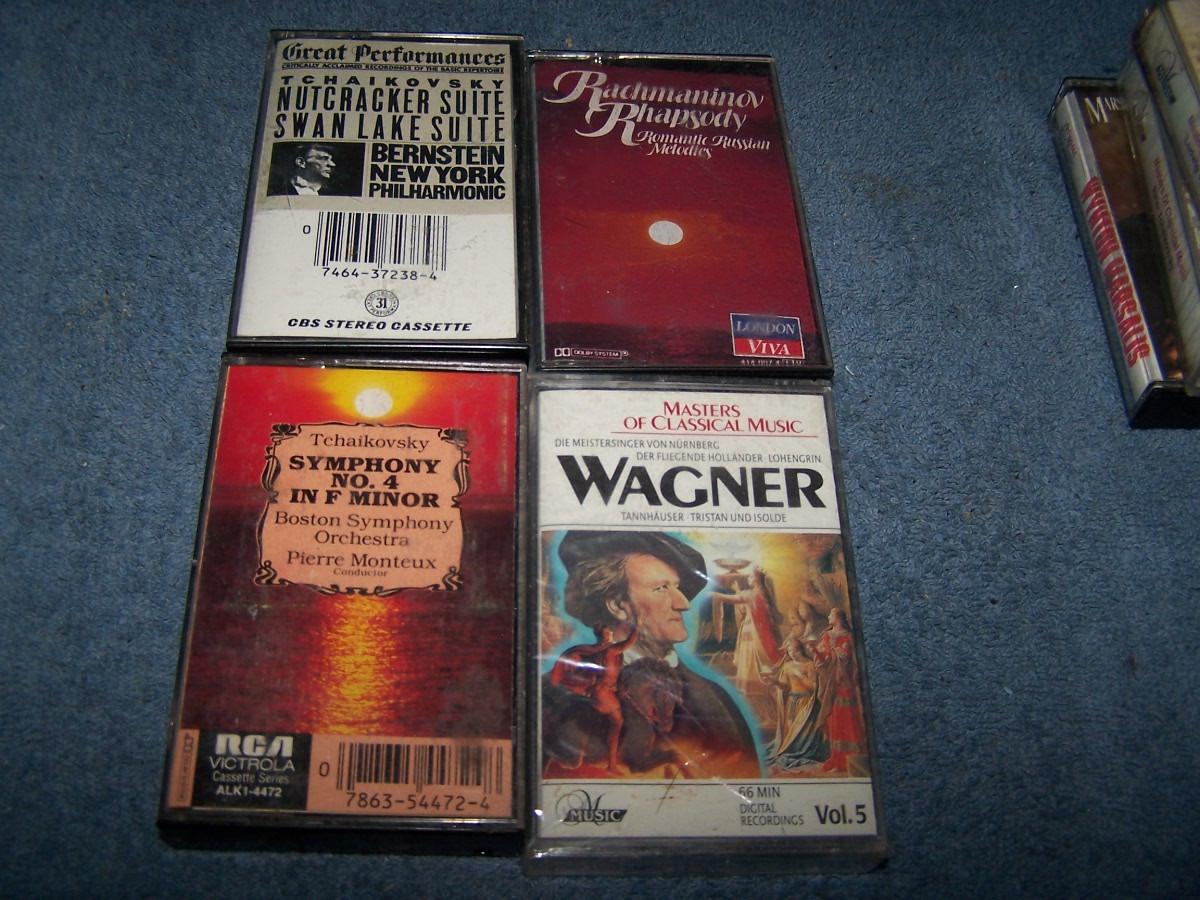 Great Performances
CRITICALLY ACCLAIMED RECORDINGS OF THE BASIC REPERTOIRE
TCHAIKOVSKY
NUTCRACKER SUITE
SWAN LAKE SUITE
BERNSTEIN
NEW YORK
PHILHARMONIC
0
7464-37238-4
31
CBS STEREO CASSETTE
Rachmaninov
Rhapsody
Romantic Russian
Melodies
DOLBY SYSTEM
LONDON
VIVA
Tchaikovsky
SYMPHONY
NO. 4
IN F MINOR
Boston Symphony
Orchestra
Pierre Monteux
Conductor
RCA
VICTROLA
Cassette Series
ALK1-4472
0
7863-54472-4
MASTERS
OF CLASSICAL MUSIC
DIE MEISTERSINGER VON NÜRNBERG
DER FLIEGENDE HOLLÄNDER · LOHENGRIN
WAGNER
TANNHÄUSER · TRISTAN UND ISOLDE
M
MUSIC
66 MIN
DIGITAL
RECORDINGS
Vol.5
WYNTON MARSALIS